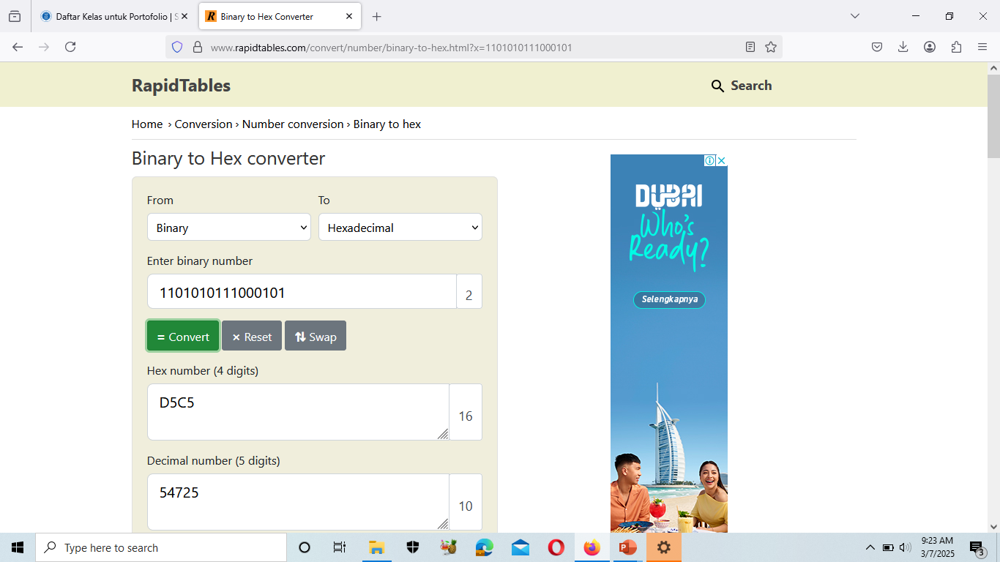 Daftar Kelas untuk Portofolio | S
Binary to Hex Converter
www.rapidtables.com/convert/number/binary-to-hex.html?x=1101010111000101
RapidTables
Search
Home › Conversion › Number conversion › Binary to hex
Binary to Hex converter
From
To
Binary
Hexadecimal
Enter binary number
1101010111000101
2
= Convert
× Reset
Swap
Hex number (4 digits)
D5C5
16
Decimal number (5 digits)
54725
10
DUBAI
Who's
Ready?
Selengkapnya
Type here to search
9:23 AM
3/7/2025
3